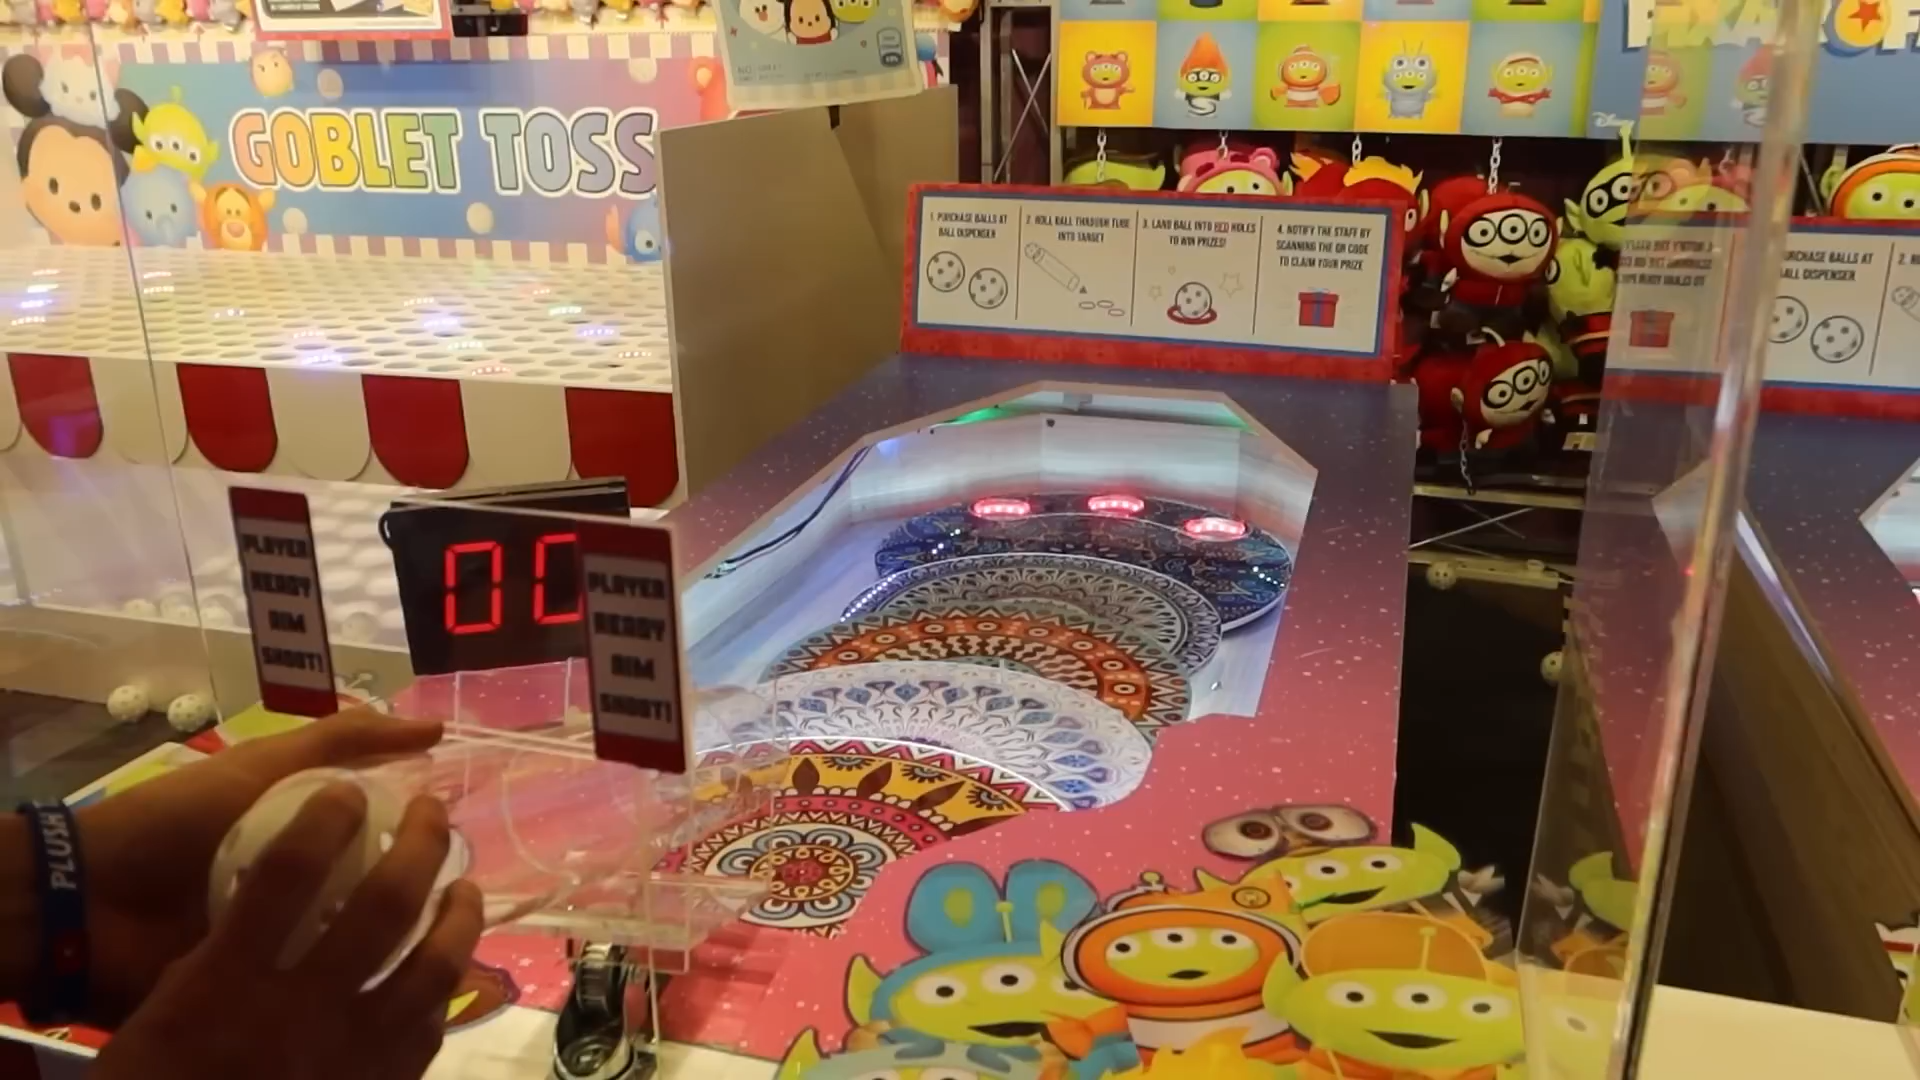 GOBLET TOSS
PIXAR
Disney
1. PURCHASE BALLS AT
BALL DISPENSER
2. ROLL BALL THROUGH TUBE
INTO TARGET
3. LAND BALL INTO RED HOLES
TO WIN PRIZES!
4. NOTIFY THE STAFF BY
SCANNING THE QR CODE
TO CLAIM YOUR PRIZE
PURCHASE BALLS AT
BALL DISPENSER
2.
00
PLAYER
READY
AIM
SHOOT!
PLAYER
READY
AIM
SHOOT!
PLUSH